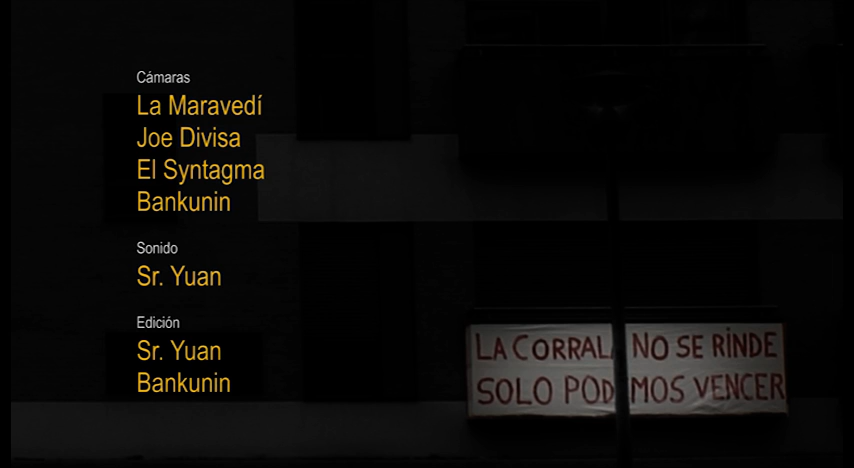 Cámaras
La Maravedí
Joe Divisa
El Syntagma
Bankunin
Sonido
Sr. Yuan
Edición
Sr. Yuan
Bankunin
LA CORRALA NO SE RINDE
SOLO PODEMOS VENCER